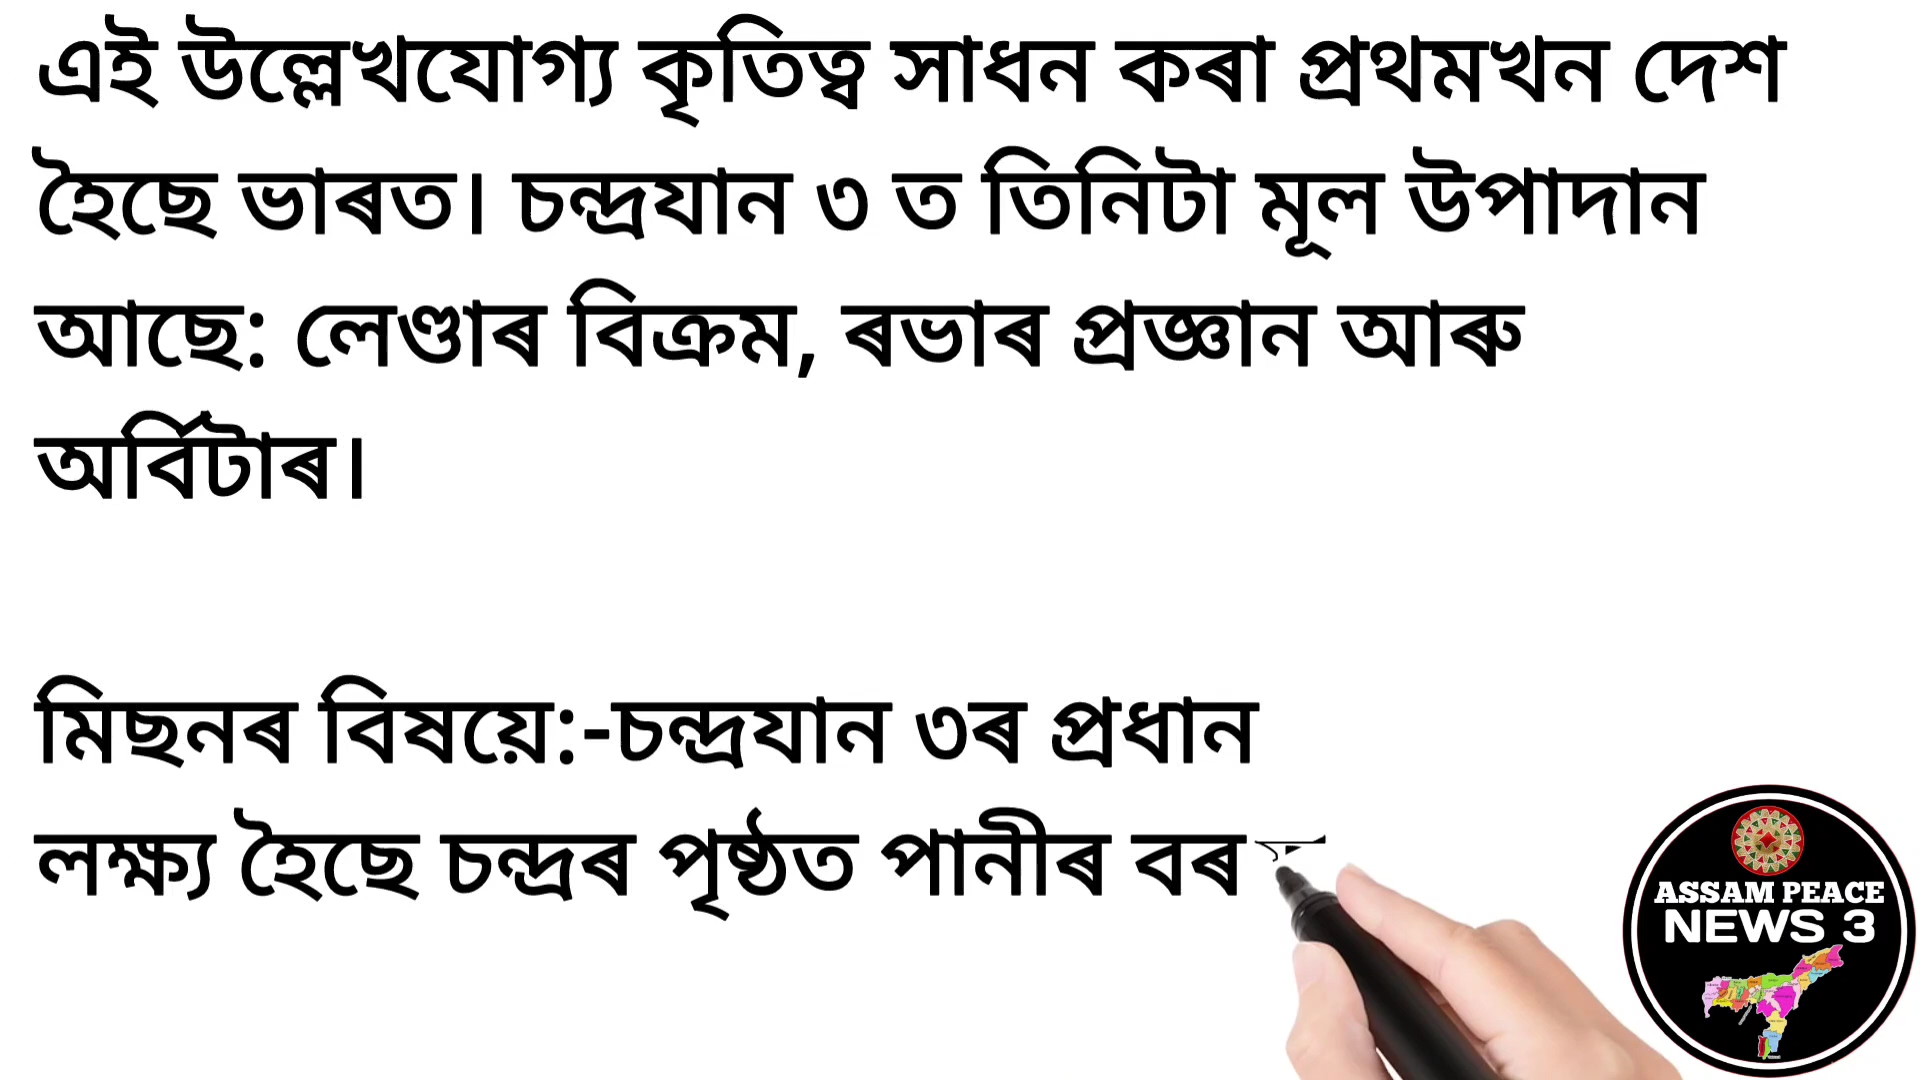 এই উল্লেখযোগ্য কৃতিত্ব সাধন কৰা প্ৰথমখন দেশ
হৈছে ভাৰত। চন্দ্ৰযান ৩ ত তিনিটা মূল উপাদান
আছে: লেণ্ডাৰ বিক্ৰম, ৰভাৰ প্ৰজ্ঞান আৰু
অৰ্বিটাৰ।
মিছনৰ বিষয়ে:-চন্দ্ৰযান ৩ৰ প্ৰধান
লক্ষ্য হৈছে চন্দ্ৰৰ পৃষ্ঠত পানীৰ বৰ
ASSAM PEACE
NEWS 3